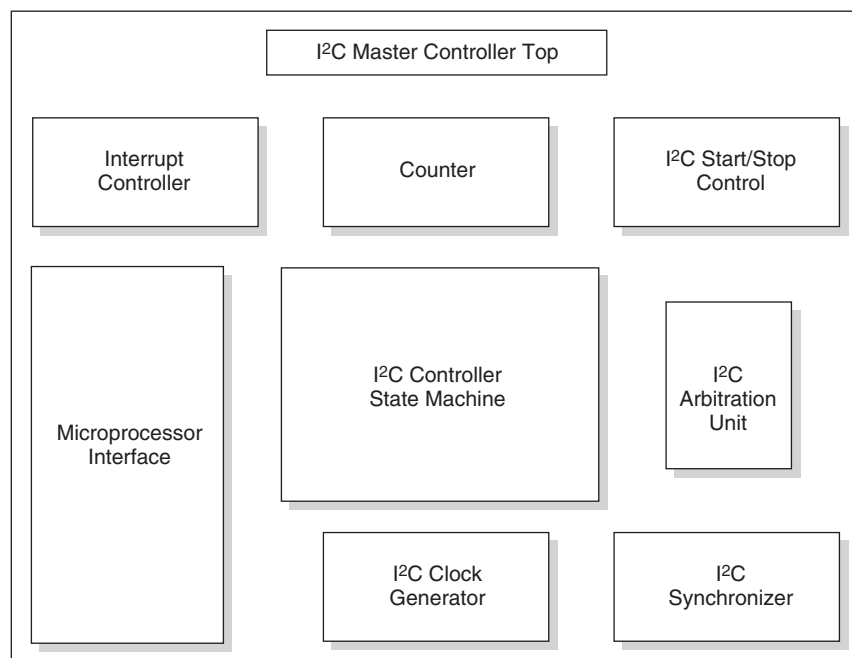 I²C Master Controller Top
Interrupt
Controller
Counter
I²C Start/Stop
Control
Microprocessor
Interface
I²C Controller
State Machine
I²C
Arbitration
Unit
I²C Clock
Generator
I²C
Synchronizer